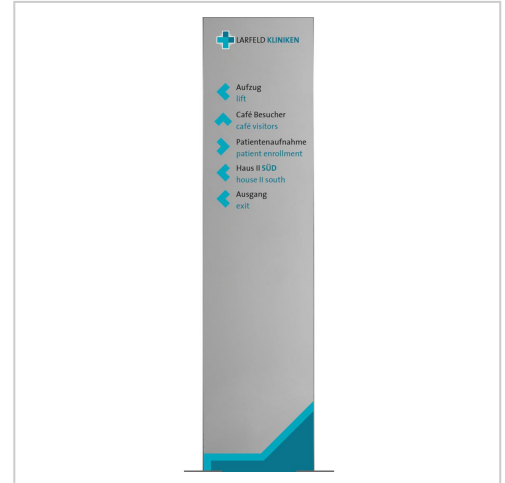 LARFELD KLINIKEN
Aufzug
lift
Café Besucher
café visitors
Patientenaufnahme
patient enrollment
Haus II SÜD
house II south
Ausgang
exit